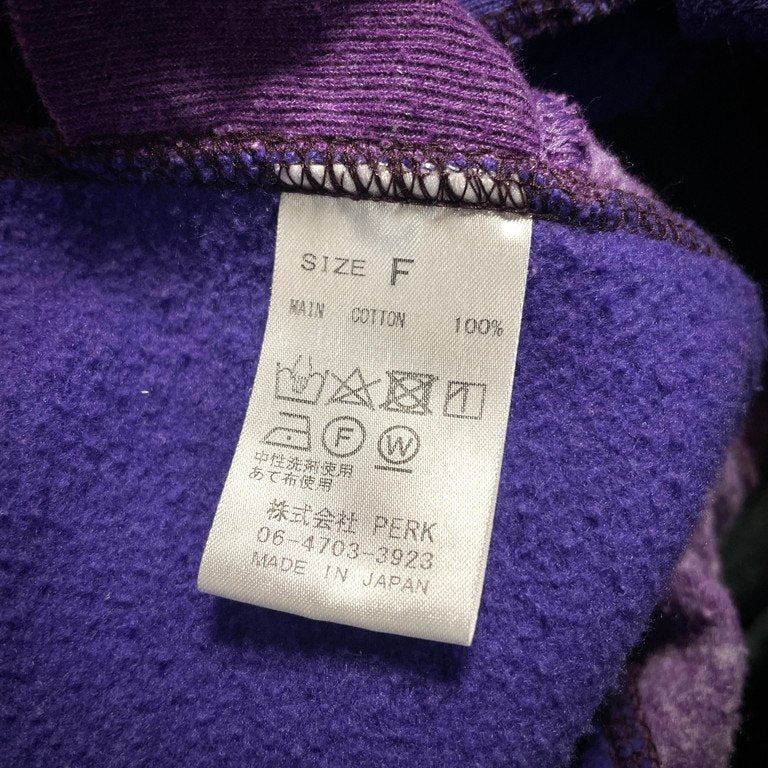 SIZE F
MAIN COTTON 100%
F W
中性洗剤使用
あて布使用
株式会社 PERK
06-4703-3923
MADE IN JAPAN